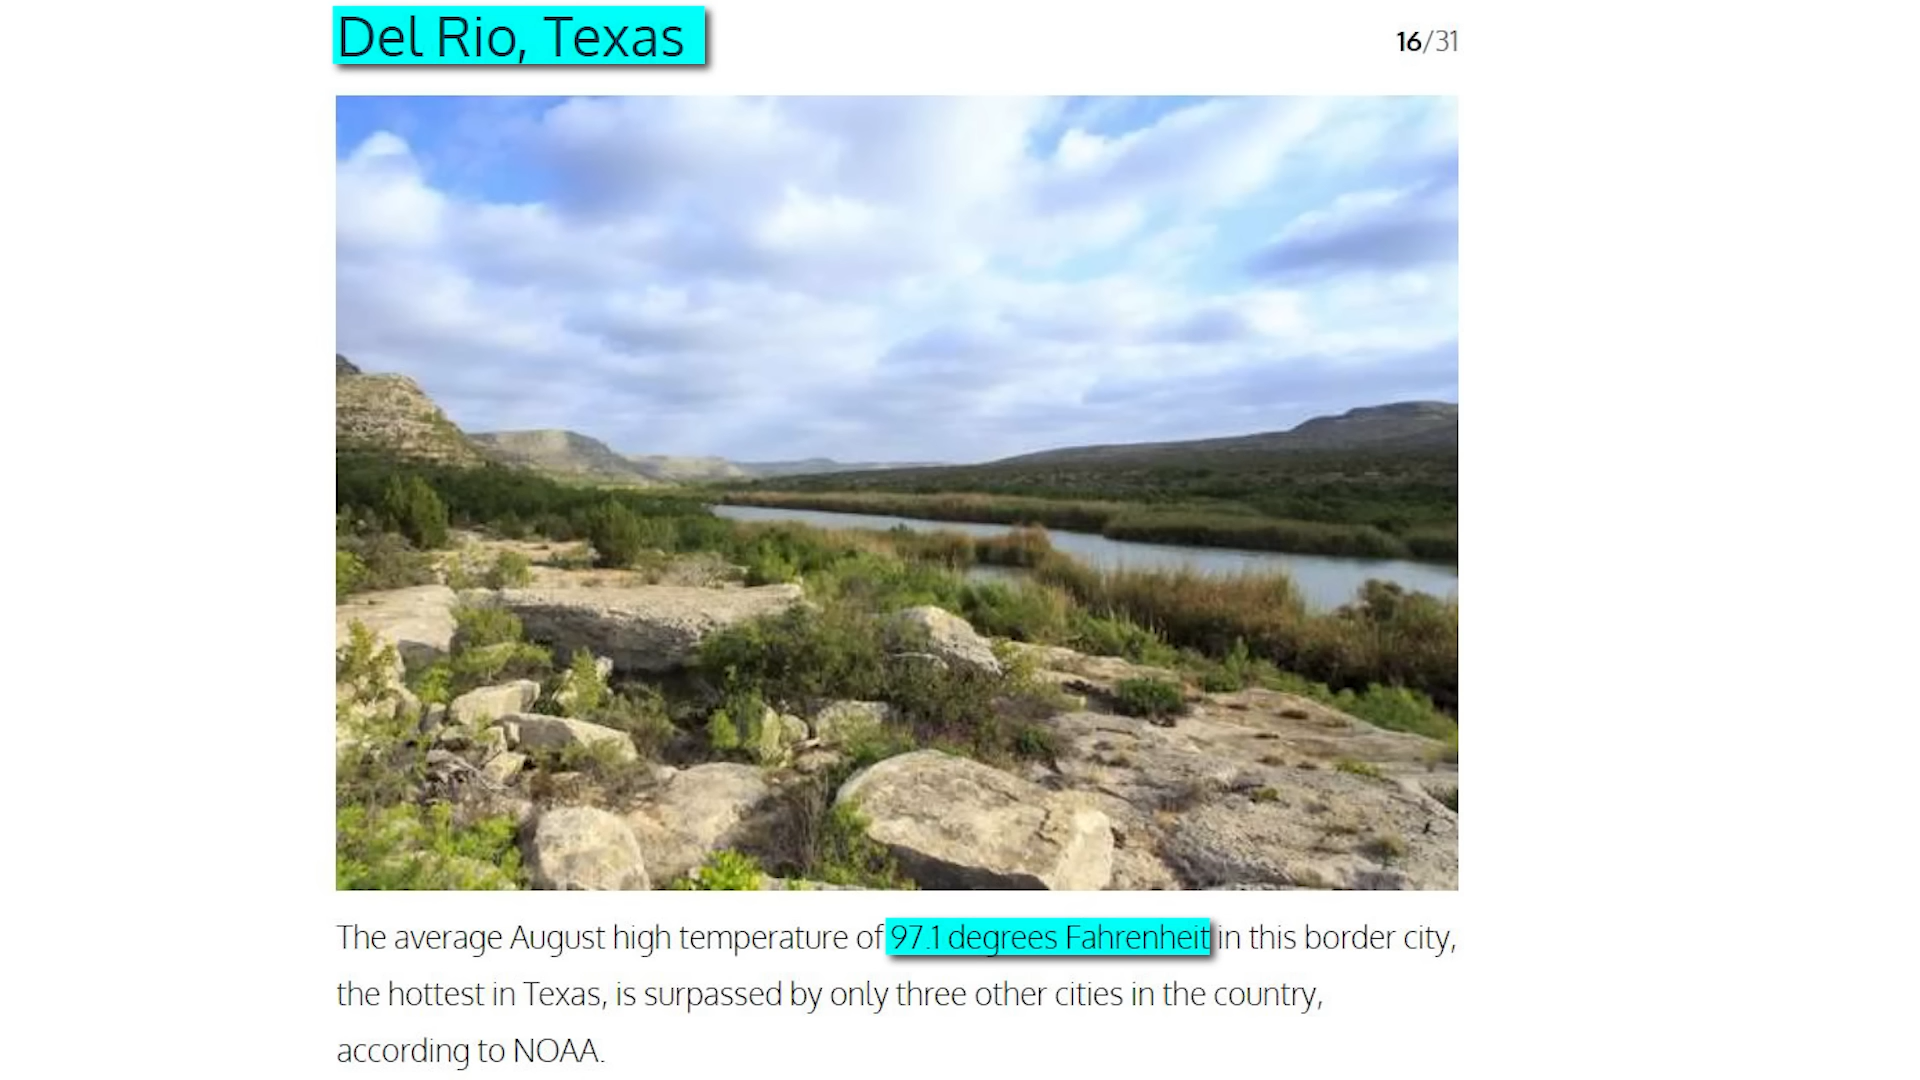 Del Rio, Texas
16/31
The average August high temperature of 97.1 degrees Fahrenheit in this border city,
the hottest in Texas, is surpassed by only three other cities in the country,
according to NOAA.